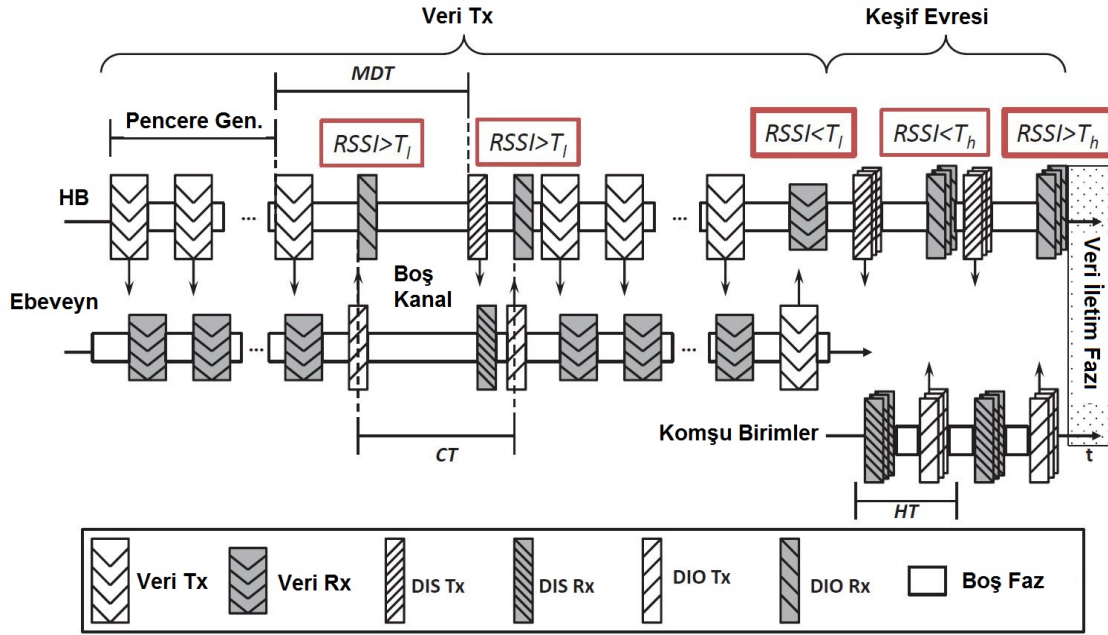 Veri Tx
Keşif Evresi
MDT
Pencere Gen.
RSSI>Tl
RSSI>Tl
RSSI<Tl
RSSI<Th
RSSI>Th
HB
...
...
Boş
Kanal
Ebeveyn
...
...
Veri İletim Fazı
Komşu Birimler
CT
HT
t
Veri Tx
Veri Rx
DIS Tx
DIS Rx
DIO Tx
DIO Rx
Boş Faz